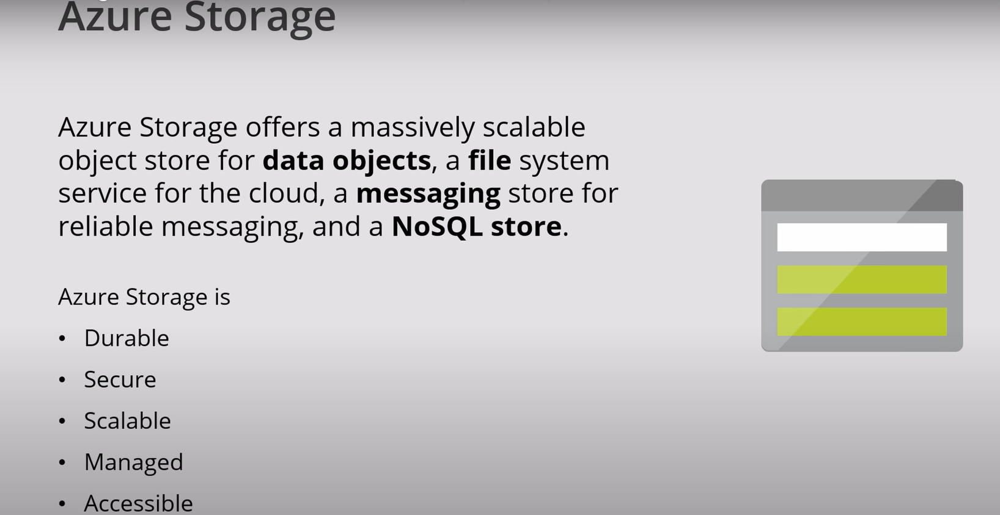 Azure Storage
Azure Storage offers a massively scalable
object store for data objects, a file system
service for the cloud, a messaging store for
reliable messaging, and a NoSQL store.
Azure Storage is
• Durable
• Secure
• Scalable
• Managed
• Accessible